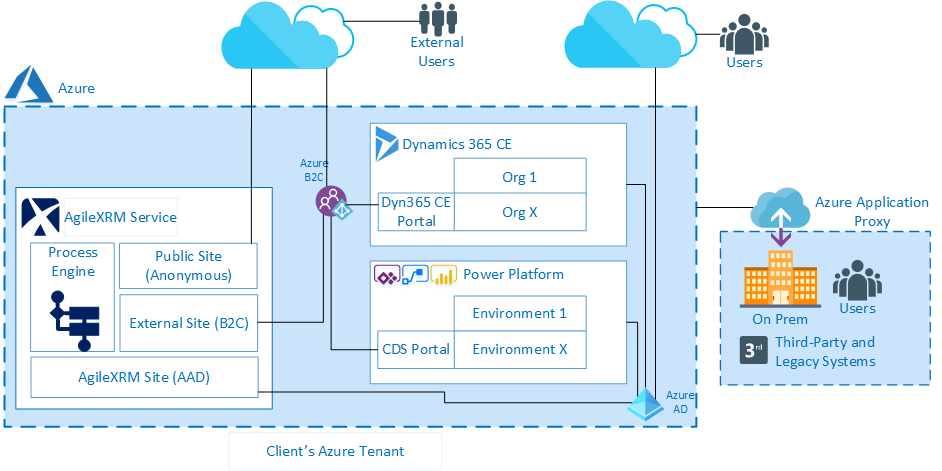 External
Users
Users
Azure
Azure
B2C
Dynamics 365 CE
Org 1
Dyn365 CE
Portal
Org X
AgileXRM Service
Process
Engine
Public Site
(Anonymous)
External Site (B2C)
AgileXRM Site (AAD)
Power Platform
Environment 1
CDS Portal
Environment X
Azure
AD
Azure Application
Proxy
On Prem
Users
3rd
Third-Party and
Legacy Systems
Client's Azure Tenant